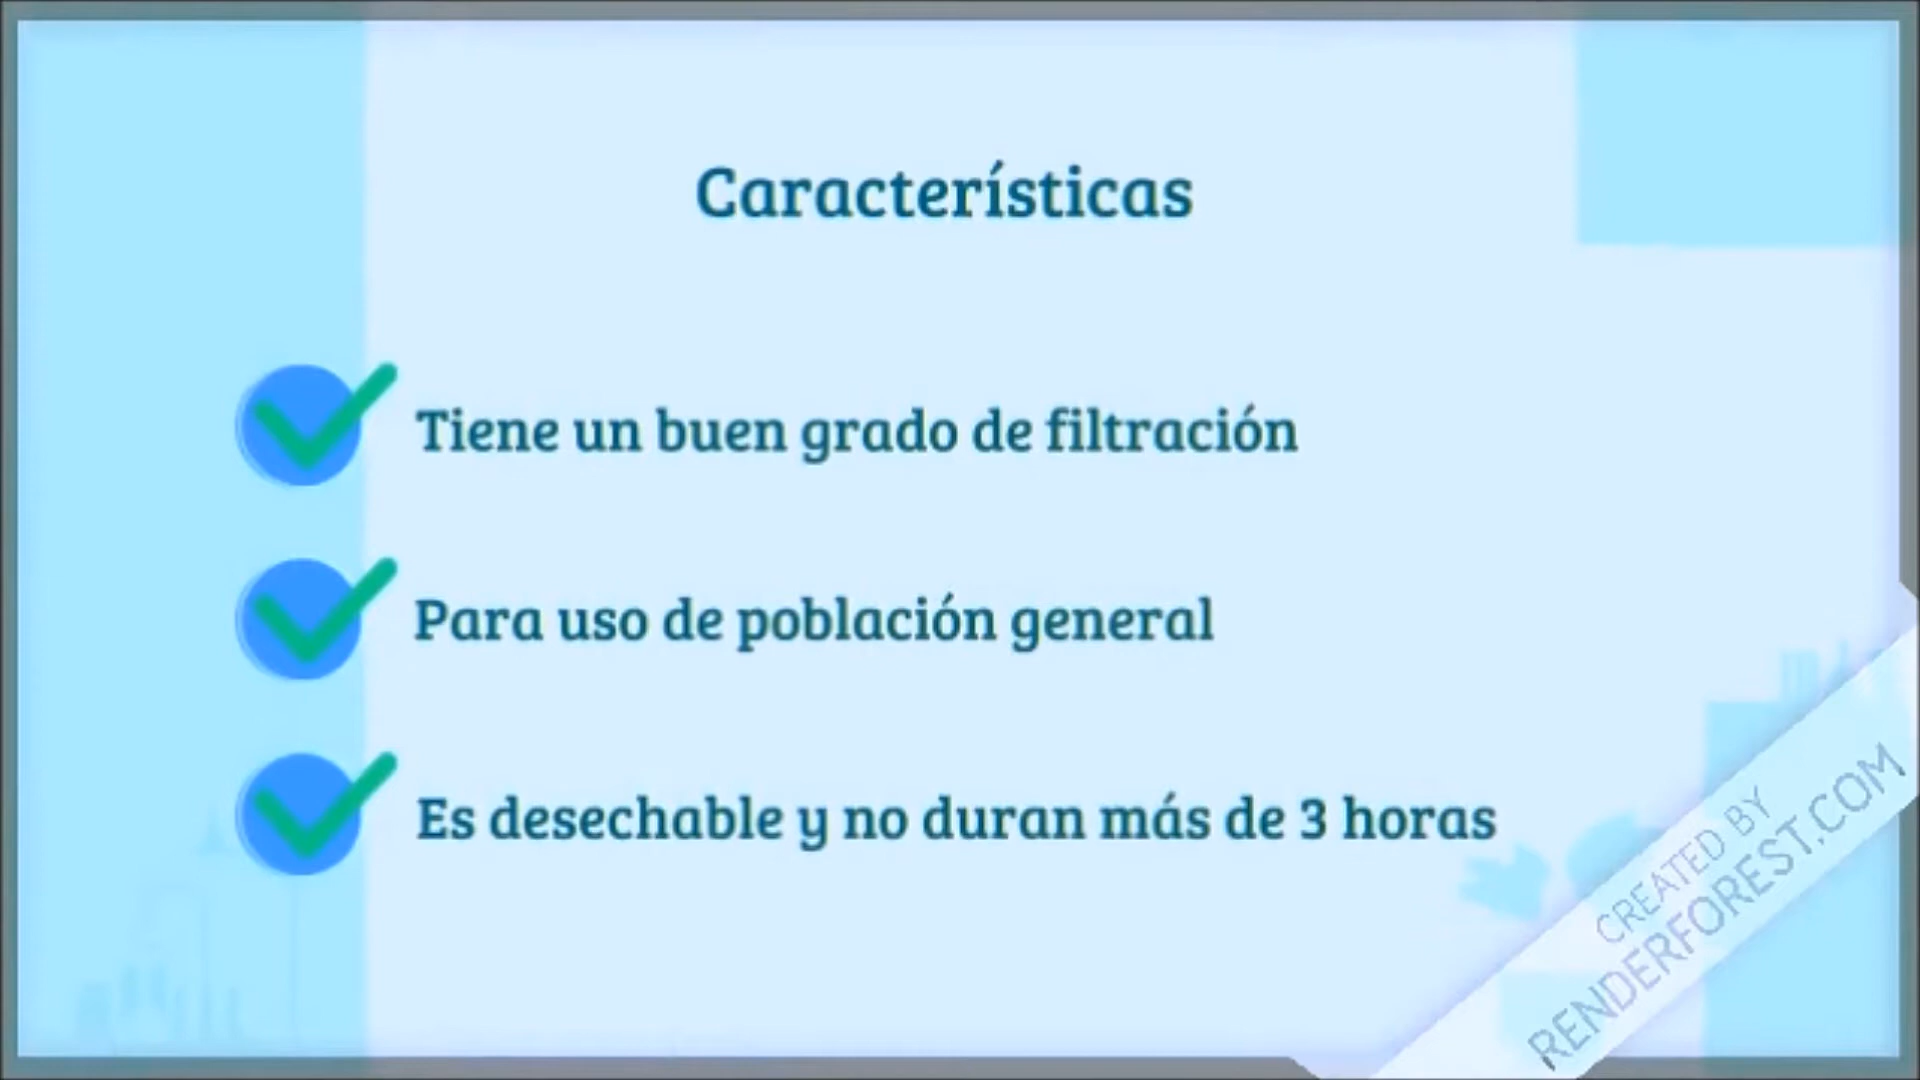 Características
Tiene un buen grado de filtración
Para uso de población general
Es desechable y no duran más de 3 horas
CREATED BY
RENDERFOREST.COM